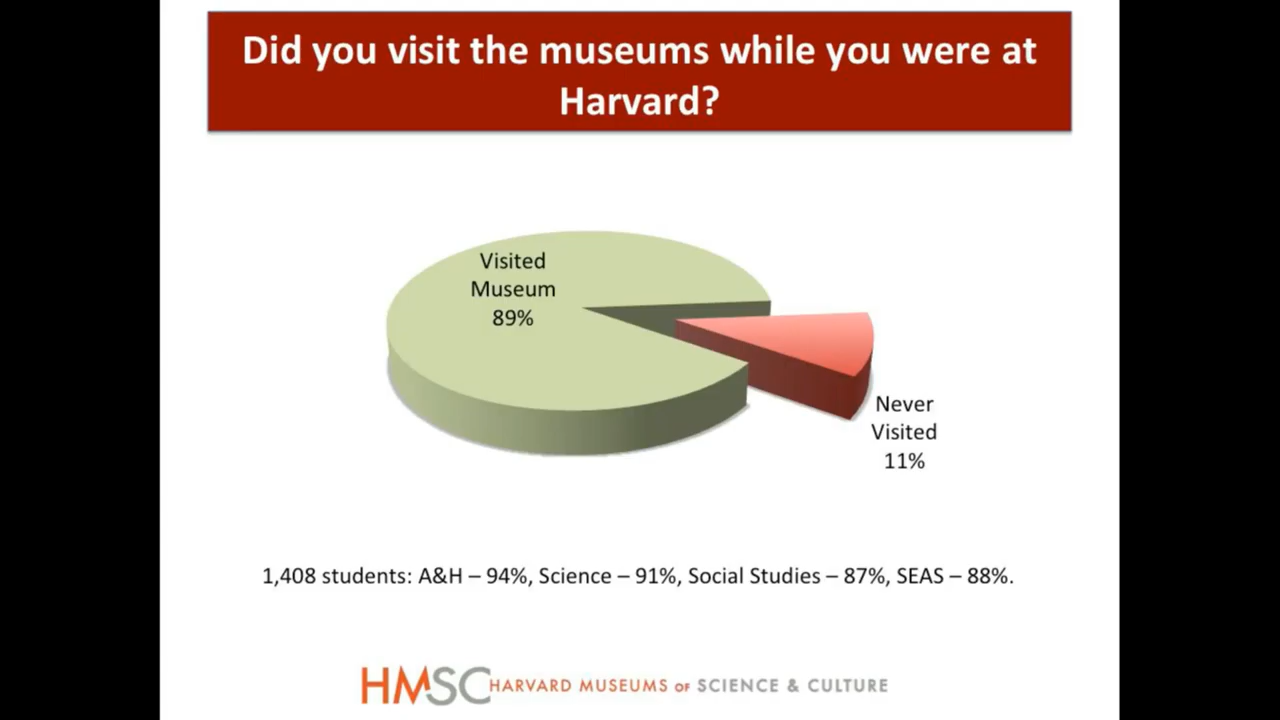 Did you visit the museums while you were at
Harvard?
Visited
Museum
89%
Never
Visited
11%
1,408 students: A&H – 94%, Science – 91%, Social Studies – 87%, SEAS – 88%.
HMSC HARVARD MUSEUMS OF SCIENCE & CULTURE